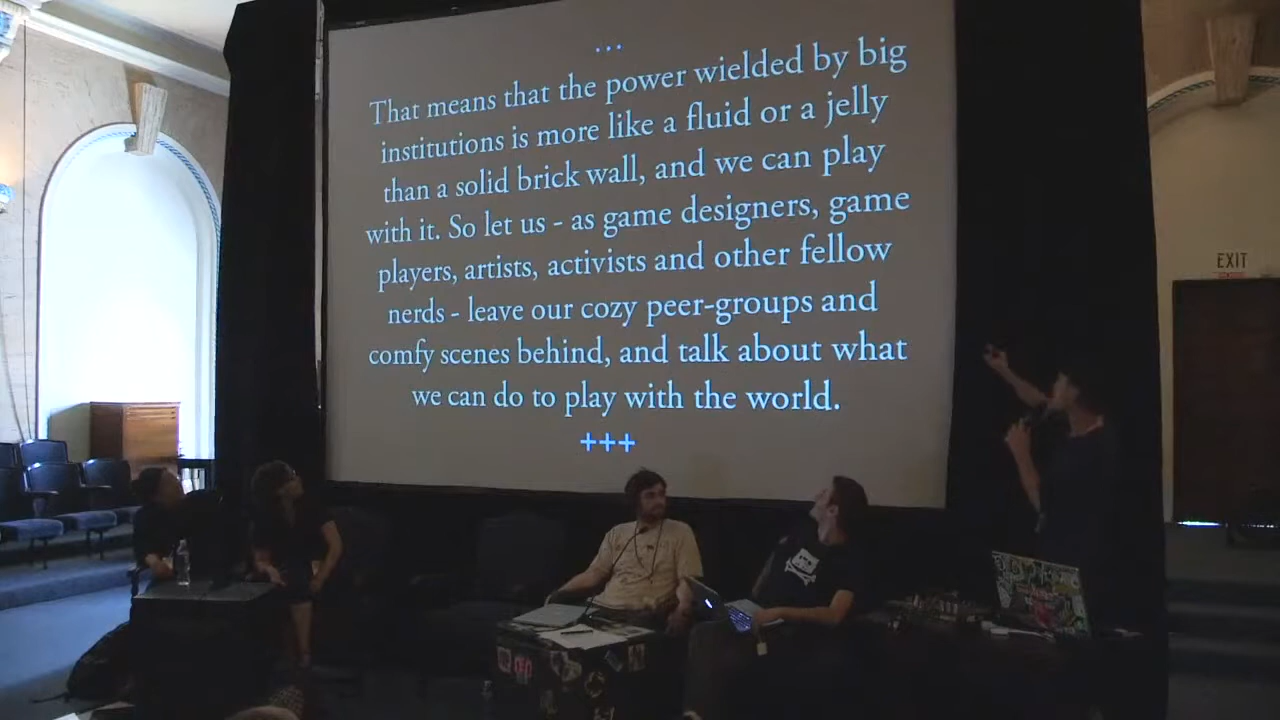 ...
That means that the power wielded by big
institutions is more like a fluid or a jelly
than a solid brick wall, and we can play
with it. So let us - as game designers, game
players, artists, activists and other fellow
nerds - leave our cozy peer-groups and
comfy scenes behind, and talk about what
we can do to play with the world.
+++
EXIT